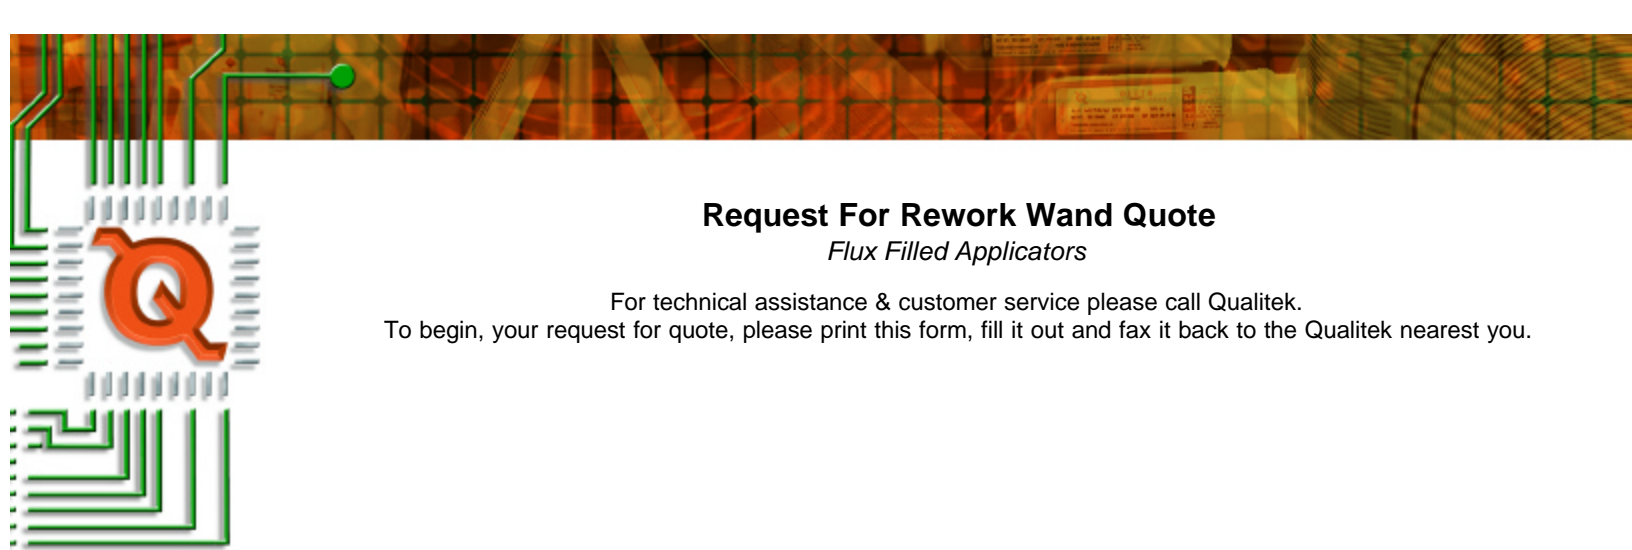 Request For Rework Wand Quote
Flux Filled Applicators
For technical assistance & customer service please call Qualitek.
To begin, your request for quote, please print this form, fill it out and fax it back to the Qualitek nearest you.
Q